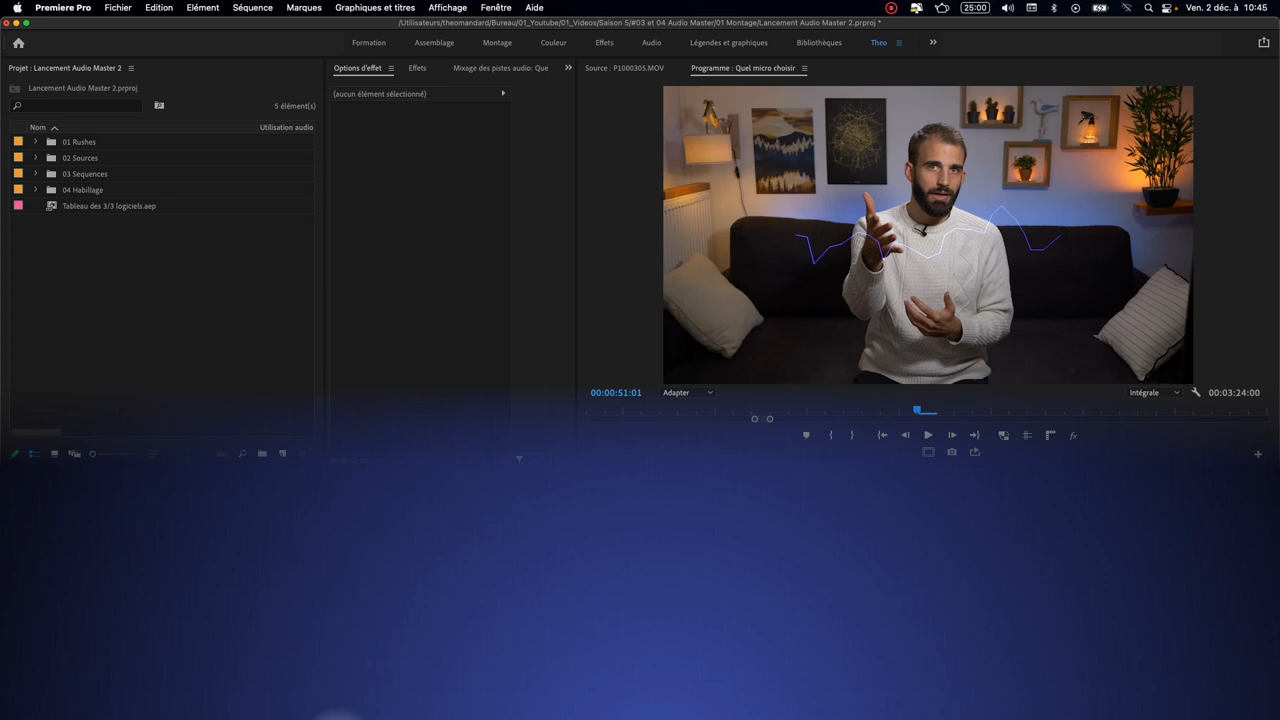 Premiere Pro Fichier Edition Elément Séquence Marques Graphiques et titres Affichage Fenêtre Aide 25:00 Ven. 2 déc. à 10:45
/Utilisateurs/theomandard/Bureau/01_Youtube/01_Videos/Saison 5/#03 et 04 Audio Master/01 Montage/Lancement Audio Master 2.prproj *
Formation Assemblage Montage Couleur Effets Audio Légendes et graphiques Bibliothèques Theo
Projet : Lancement Audio Master 2 Options d'effet Effets Mixage des pistes audio: Que Source : P1000305.MOV Programme : Quel micro choisir
Lancement Audio Master 2.prproj (aucun élément sélectionné)
5 élément(s)
Nom Utilisation audio
01 Rushes
02 Sources
03 Sequences
04 Habillage
Tableau des 3/3 logiciels.aep
00:00:51:01 Adapter Intégrale 00:03:24:00
fx